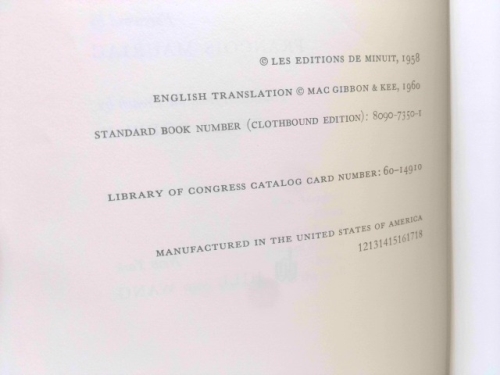 © LES EDITIONS DE MINUIT, 1958
ENGLISH TRANSLATION © MAC GIBBON & KEE, 1960
STANDARD BOOK NUMBER (CLOTHBOUND EDITION): 8090-7350-1
LIBRARY OF CONGRESS CATALOG CARD NUMBER: 60-14910
MANUFACTURED IN THE UNITED STATES OF AMERICA
12131415161718